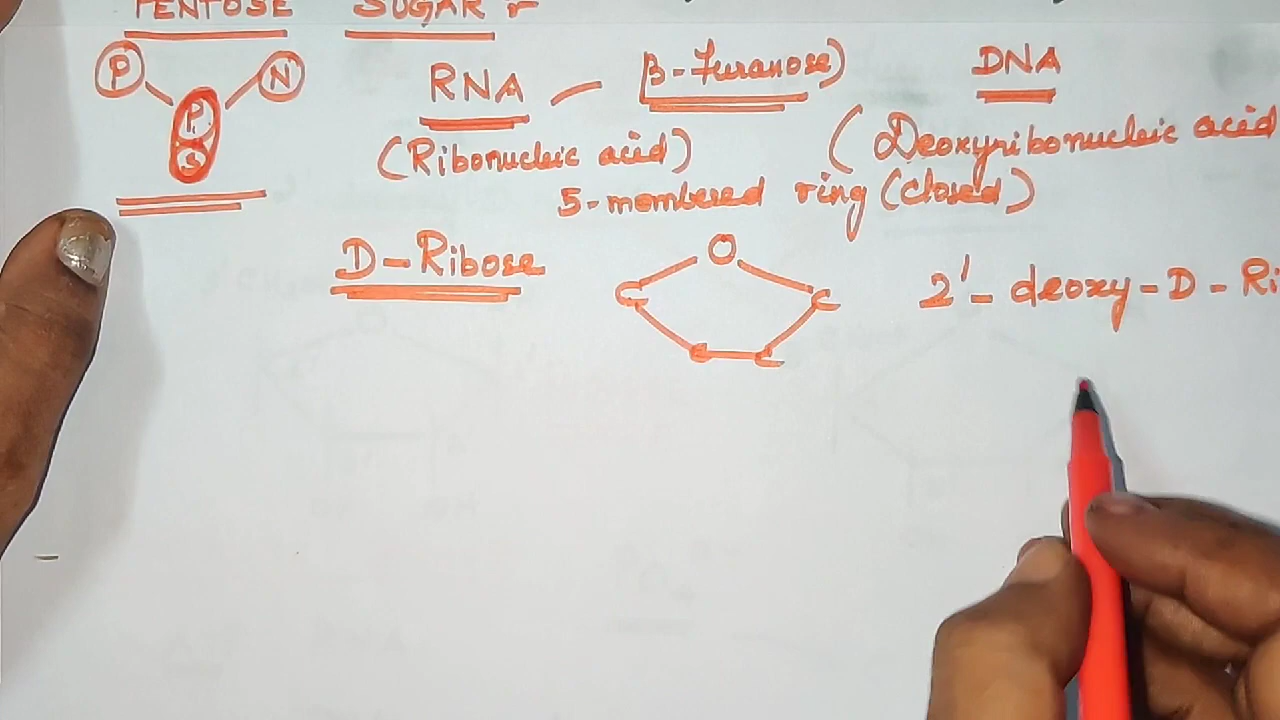 PENTOSE SUGAR :-
P N RNA — β-Furanose) DNA
P S (Ribonucleic acid) (Deoxyribonucleic acid
5-membered ring (closed)
D-Ribose O 2'- deoxy-D-Ri
C C
C C